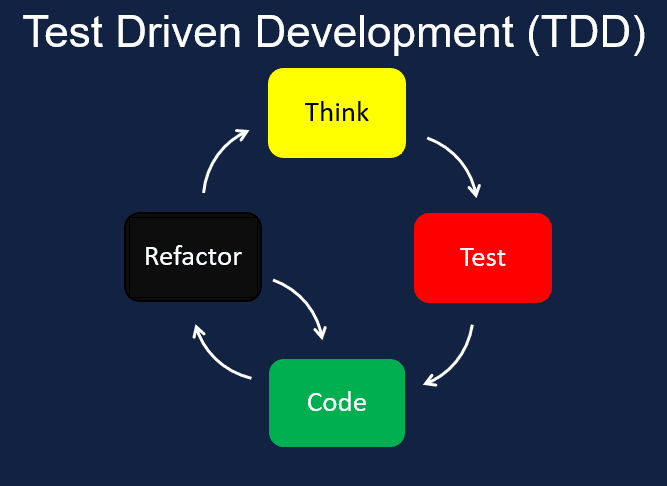 Test Driven Development (TDD)
Think
Refactor
Test
Code